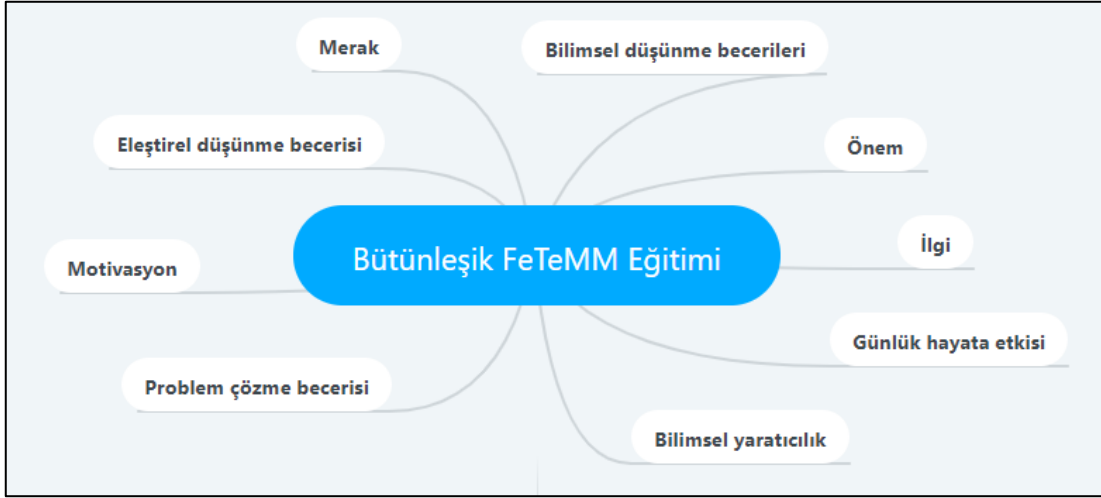 Merak
Bilimsel düşünme becerileri
Eleştirel düşünme becerisi
Önem
Bütünleşik FeTeMM Eğitimi
İlgi
Motivasyon
Günlük hayata etkisi
Problem çözme becerisi
Bilimsel yaratıcılık